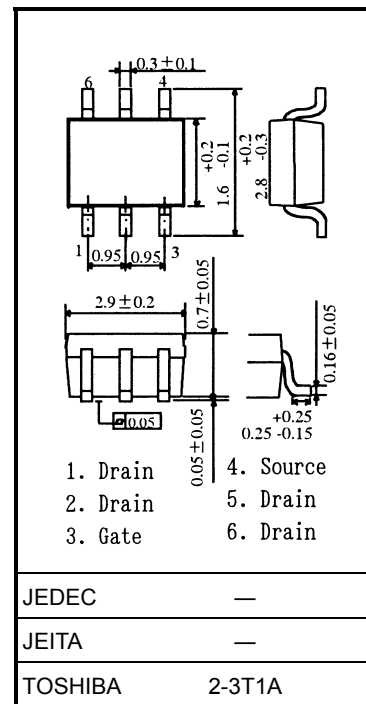 0.3±0.1
6 4
+0.2
1.6 -0.1
+0.2
2.8 -0.3
1 0.95 0.95 3
2.9±0.2
0.7±0.05
0.16±0.05
0.05
0.05±0.05
+0.25
0.25 -0.15
1. Drain
2. Drain
3. Gate
4. Source
5. Drain
6. Drain
JEDEC —
JEITA —
TOSHIBA 2-3T1A